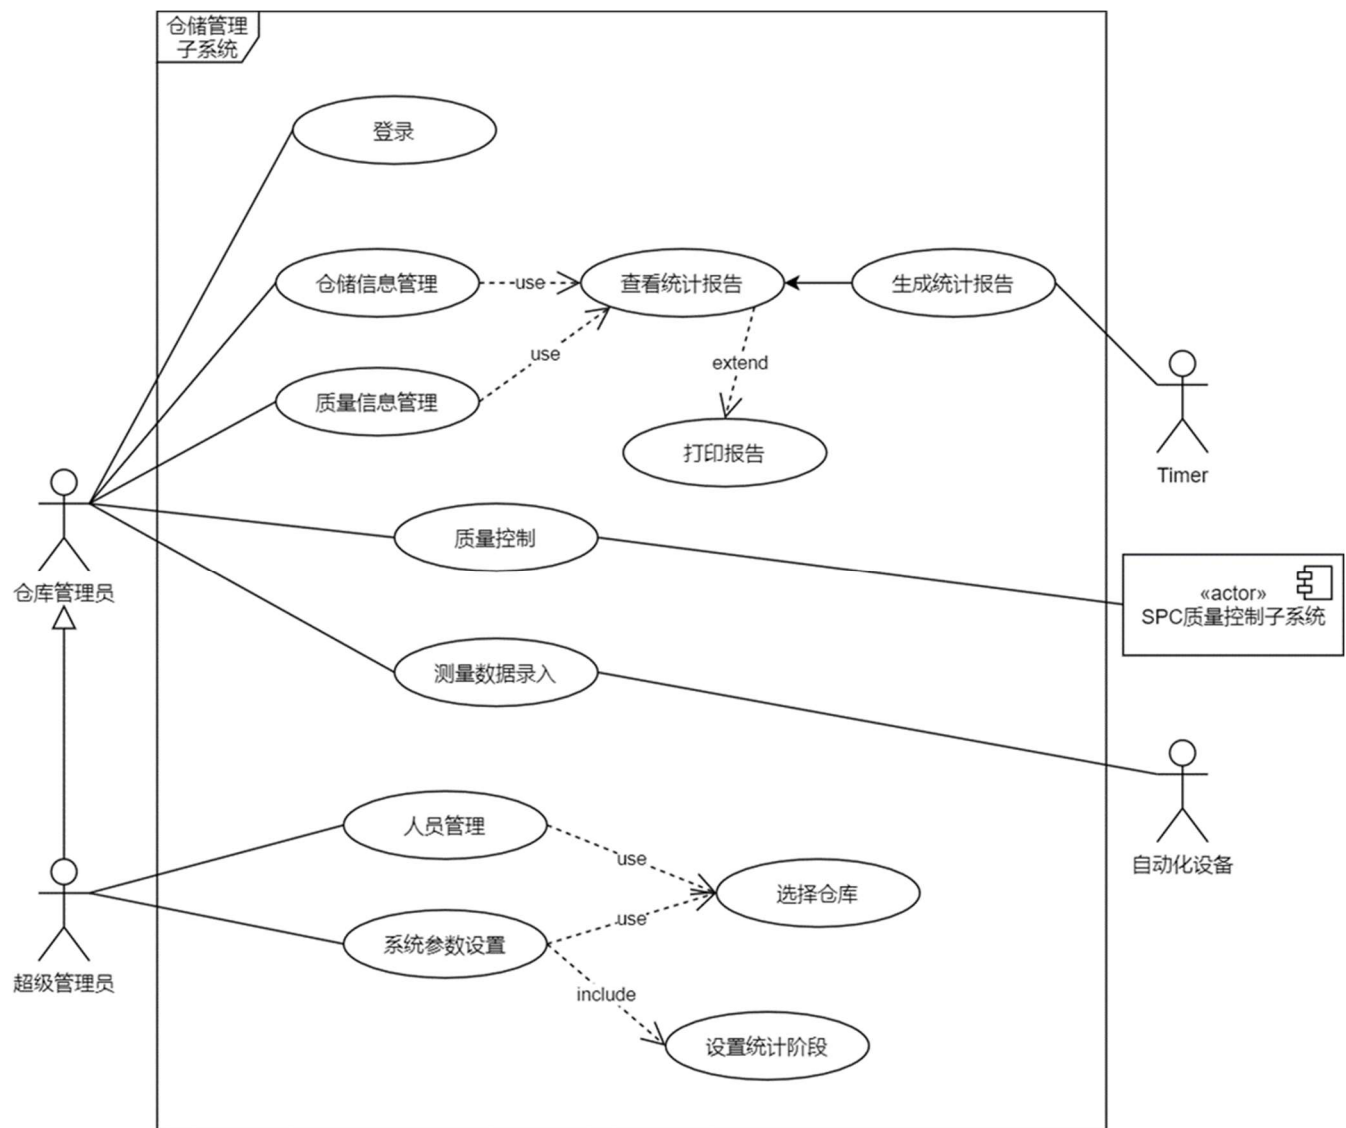 仓储管理
子系统
登录
仓储信息管理
use
查看统计报告
生成统计报告
use
extend
质量信息管理
打印报告
Timer
质量控制
仓库管理员
«actor»
SPC质量控制子系统
测量数据录入
人员管理
use
自动化设备
选择仓库
use
系统参数设置
超级管理员
include
设置统计阶段